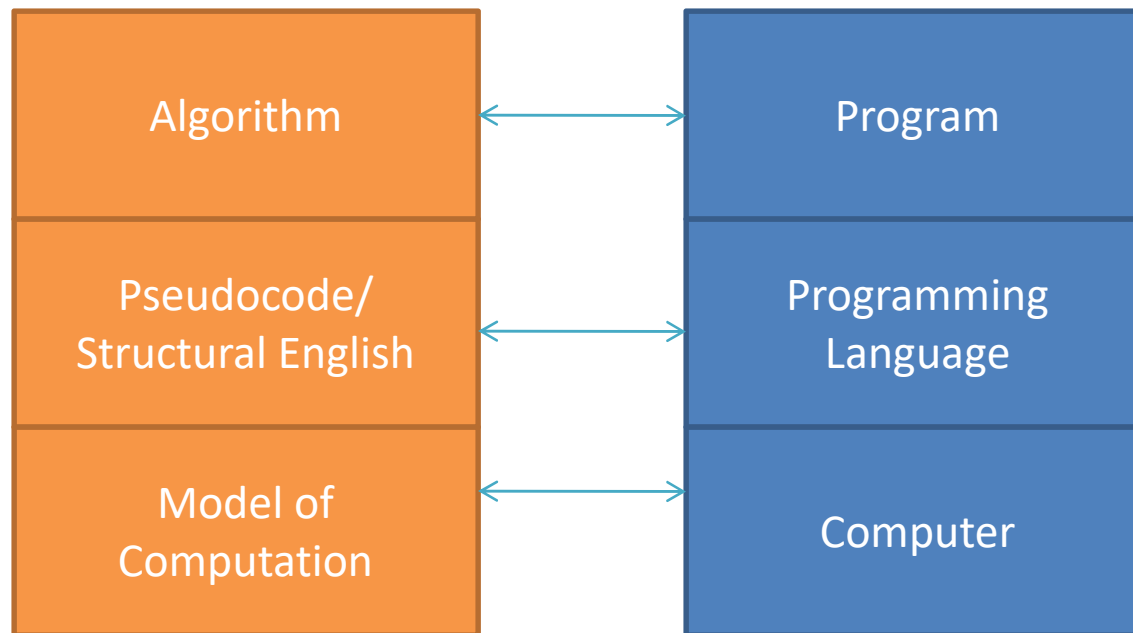 Algorithm
Program
Pseudocode/
Structural English
Programming
Language
Model of
Computation
Computer